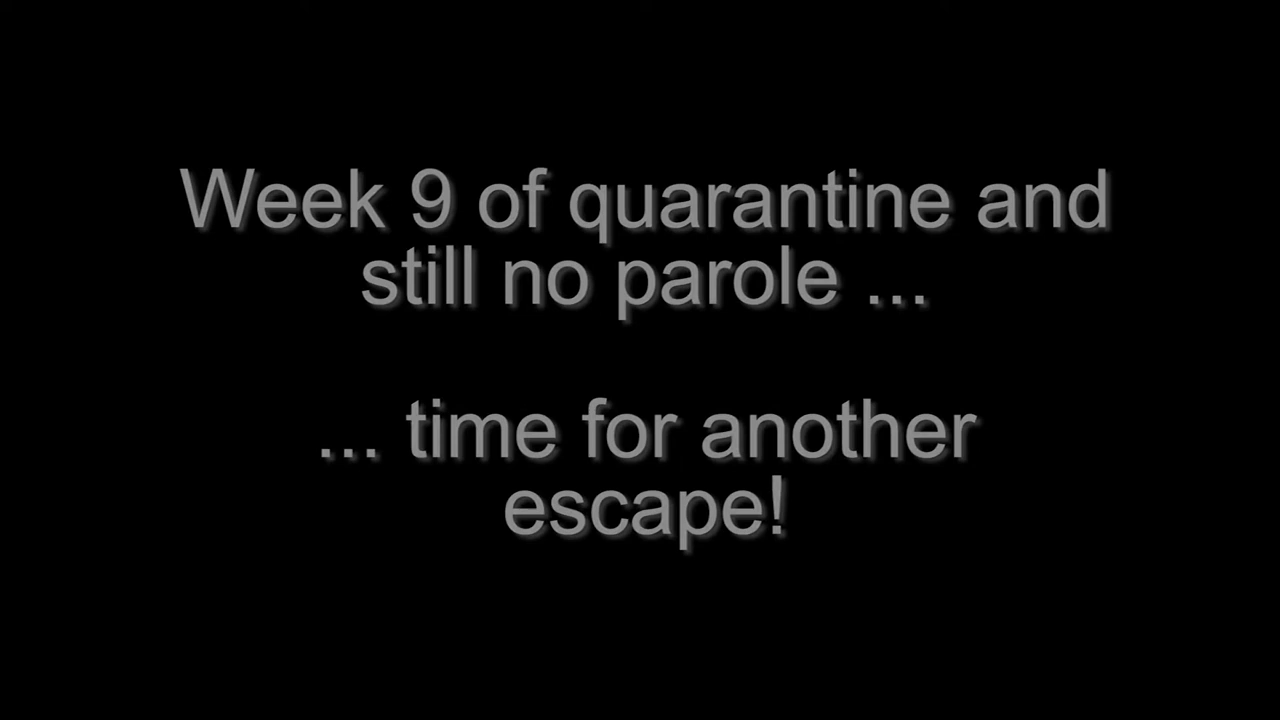 Week 9 of quarantine and
still no parole ...
... time for another
escape!